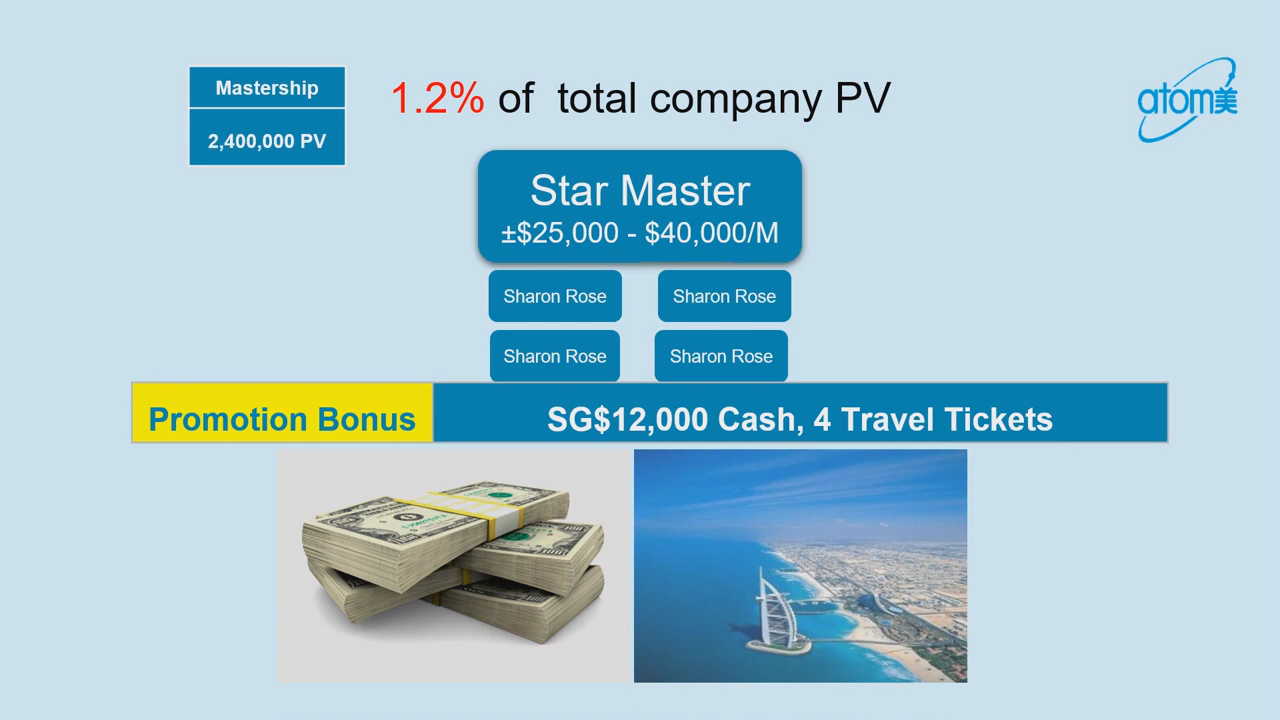 Mastership
2,400,000 PV
1.2% of total company PV
atom美
Star Master
±$25,000 - $40,000/M
Sharon Rose
Sharon Rose
Sharon Rose
Sharon Rose
Promotion Bonus
SG$12,000 Cash, 4 Travel Tickets